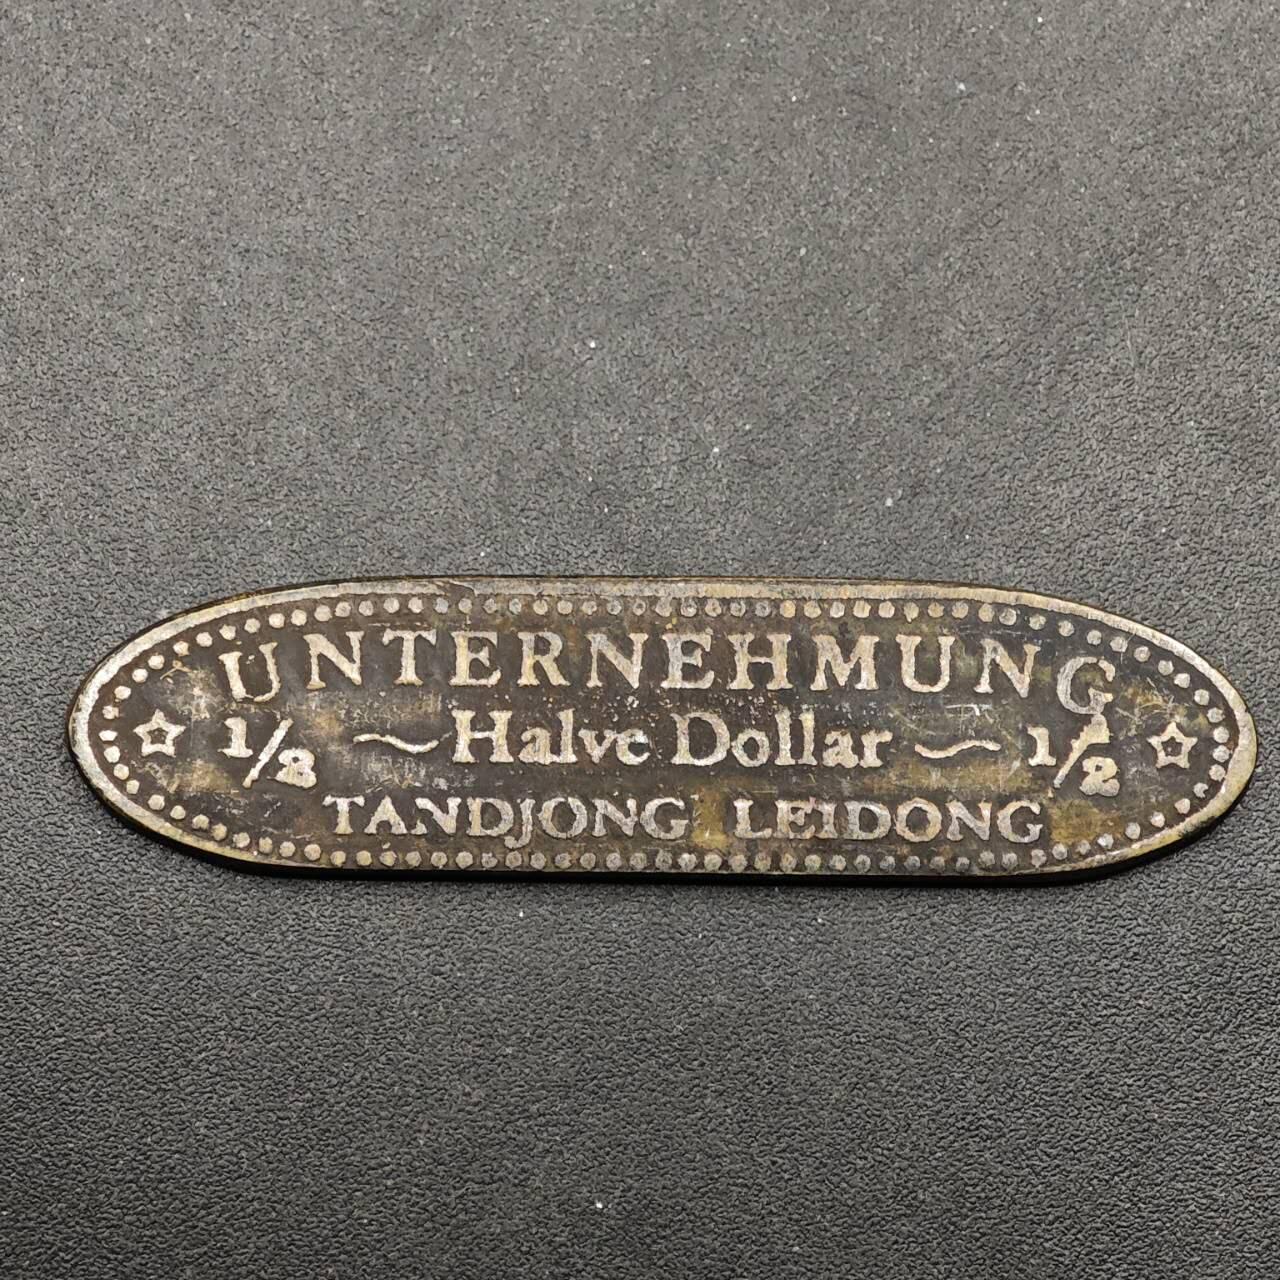 UNTERNEHMUNG
1/2 ~ Halve Dollar ~ 1/2
TANDJONG LEIDONG